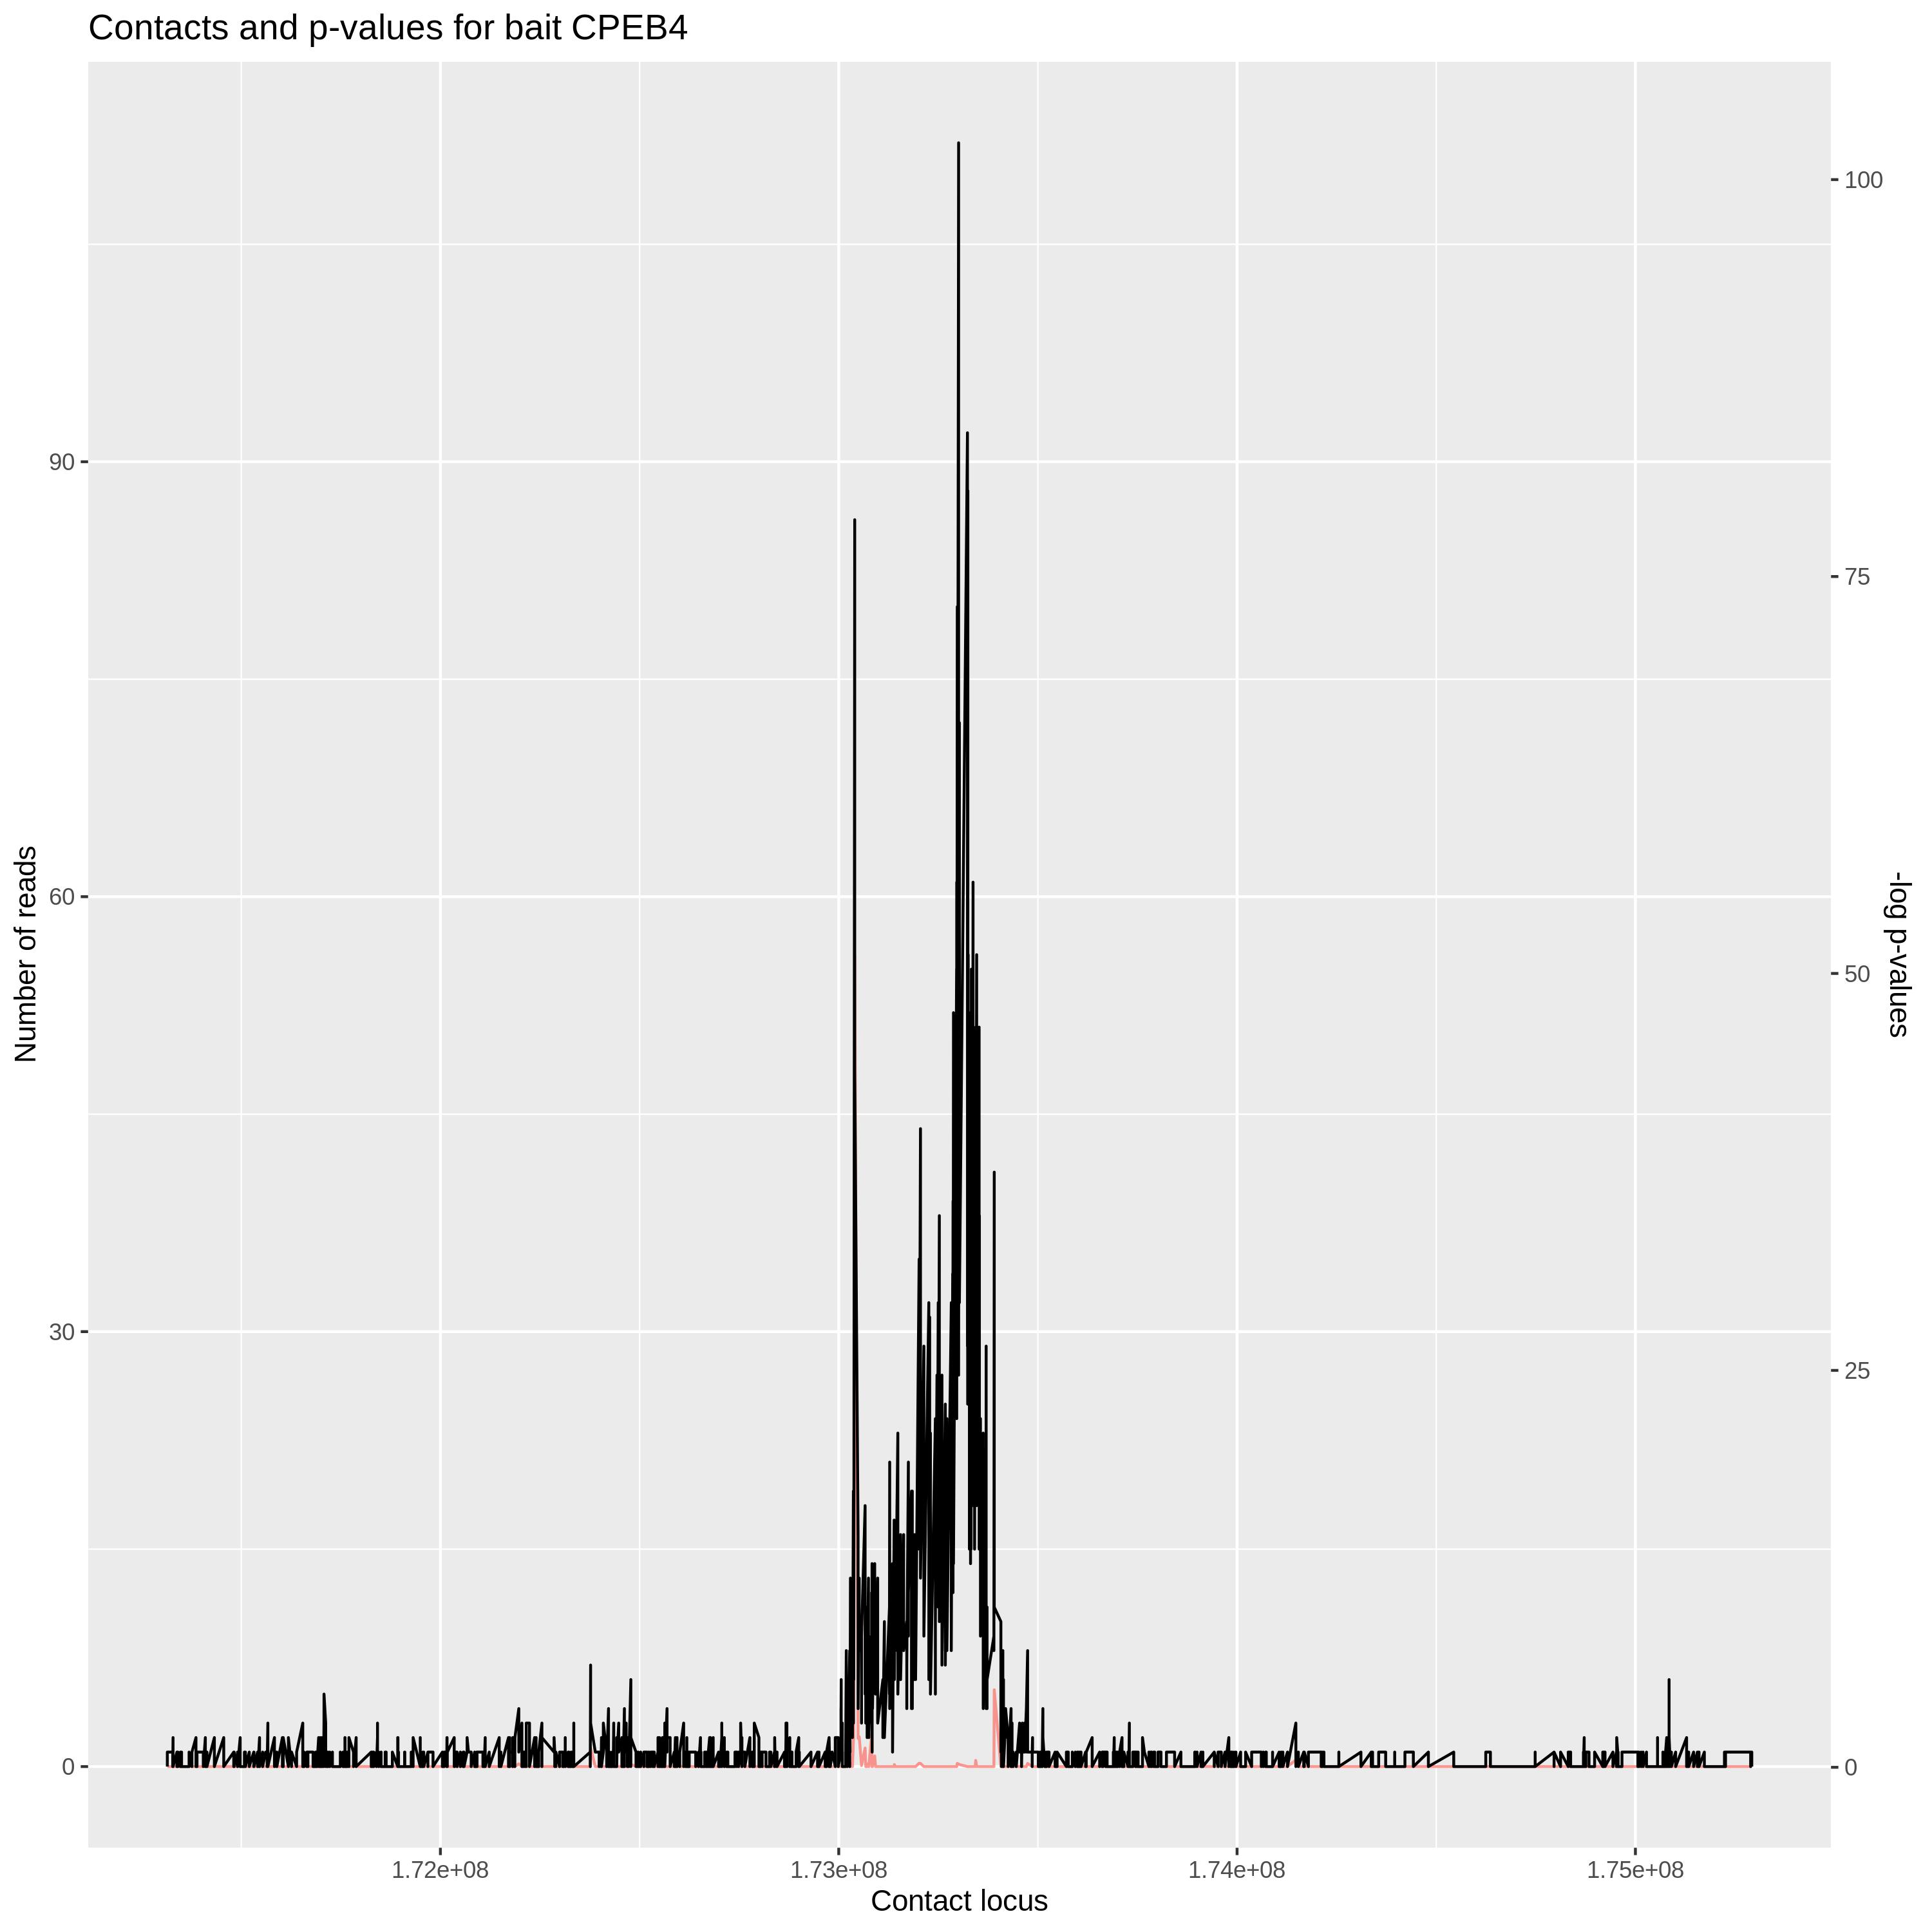 Contacts and p-values for bait CPEB4
Number of reads
90
60
30
0
-log p-values
100
75
50
25
0
1.72e+08
1.73e+08
1.74e+08
1.75e+08
Contact locus